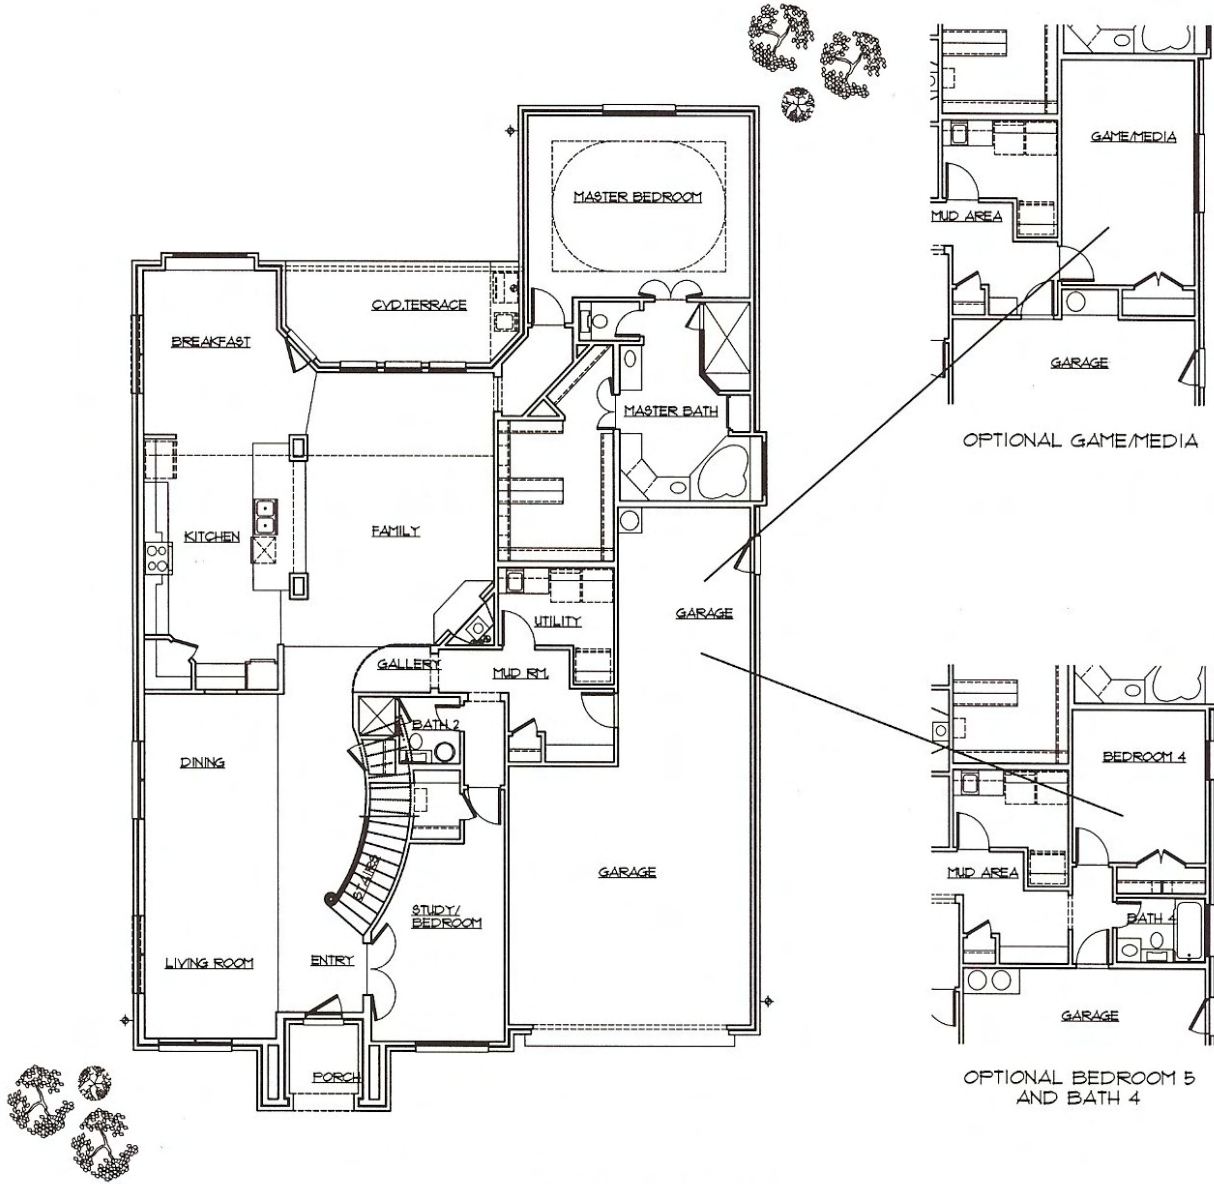 MASTER BEDROOM
CVD.TERRACE
BREAKFAST
MASTER BATH
KITCHEN
FAMILY
UTILITY
GARAGE
GALLERY
MUD RM.
BATH 2
DINING
STAIRS
GARAGE
STUDY/
BEDROOM
LIVING ROOM
ENTRY
PORCH
GAME/MEDIA
MUD AREA
GARAGE
OPTIONAL GAME/MEDIA
BEDROOM 4
MUD AREA
BATH 4
GARAGE
OPTIONAL BEDROOM 5
AND BATH 4